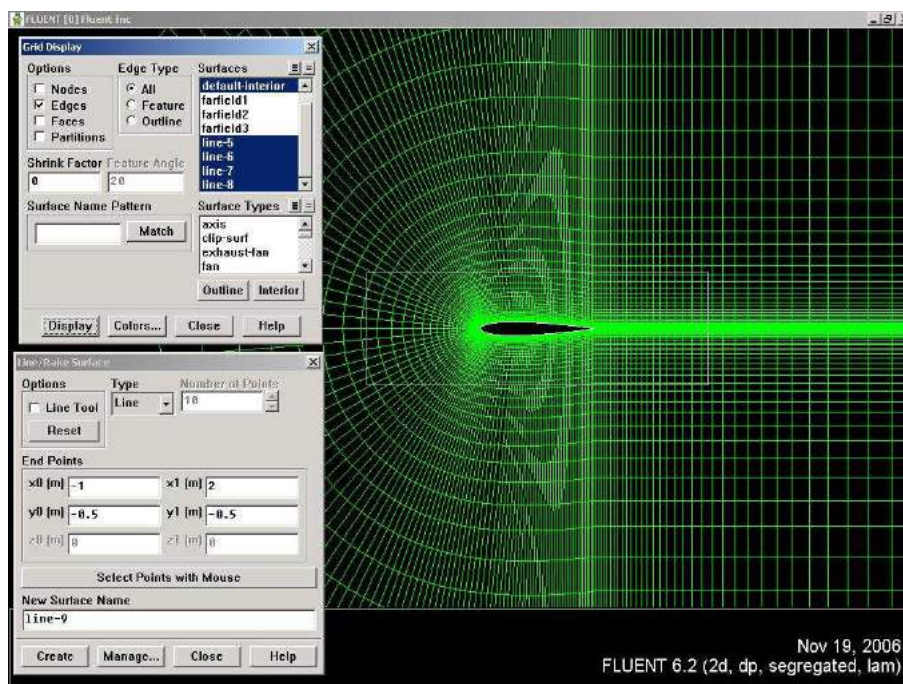 FLUENT [0] Fluent Inc
Grid Display
Options
Edge Type
Surfaces
Nodes
Edges
Faces
Partitions
All
Feature
Outline
default-interior
farfield1
farfield2
farfield3
line-5
line-6
line-7
line-8
Shrink Factor
Feature Angle
0
20
Surface Name Pattern
Match
Surface Types
axis
clip-surf
exhaust-fan
fan
Outline
Interior
Display
Colors...
Close
Help
Line/Rake Surface
Options
Type
Number of Points
Line Tool
Line
10
Reset
End Points
x0 (m) -1
x1 (m) 2
y0 (m) -0.5
y1 (m) -0.5
z0 (m) 0
z1 (m) 0
Select Points with Mouse
New Surface Name
line-9
Create
Manage...
Close
Help
Nov 19, 2006
FLUENT 6.2 (2d, dp, segregated, lam)